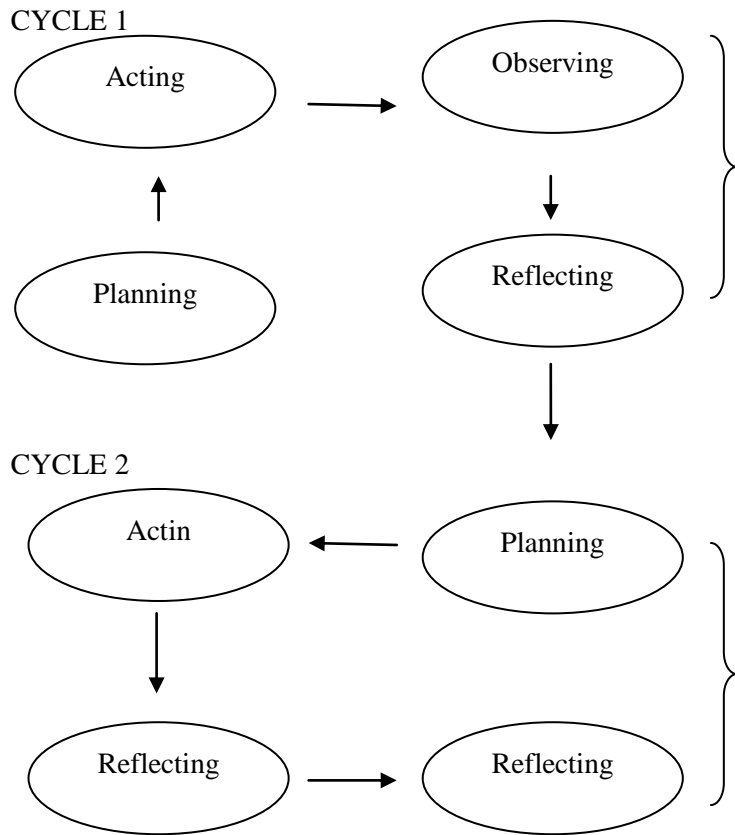 CYCLE 1
Acting
Observing
Planning
Reflecting
CYCLE 2
Actin
Planning
Reflecting
Reflecting